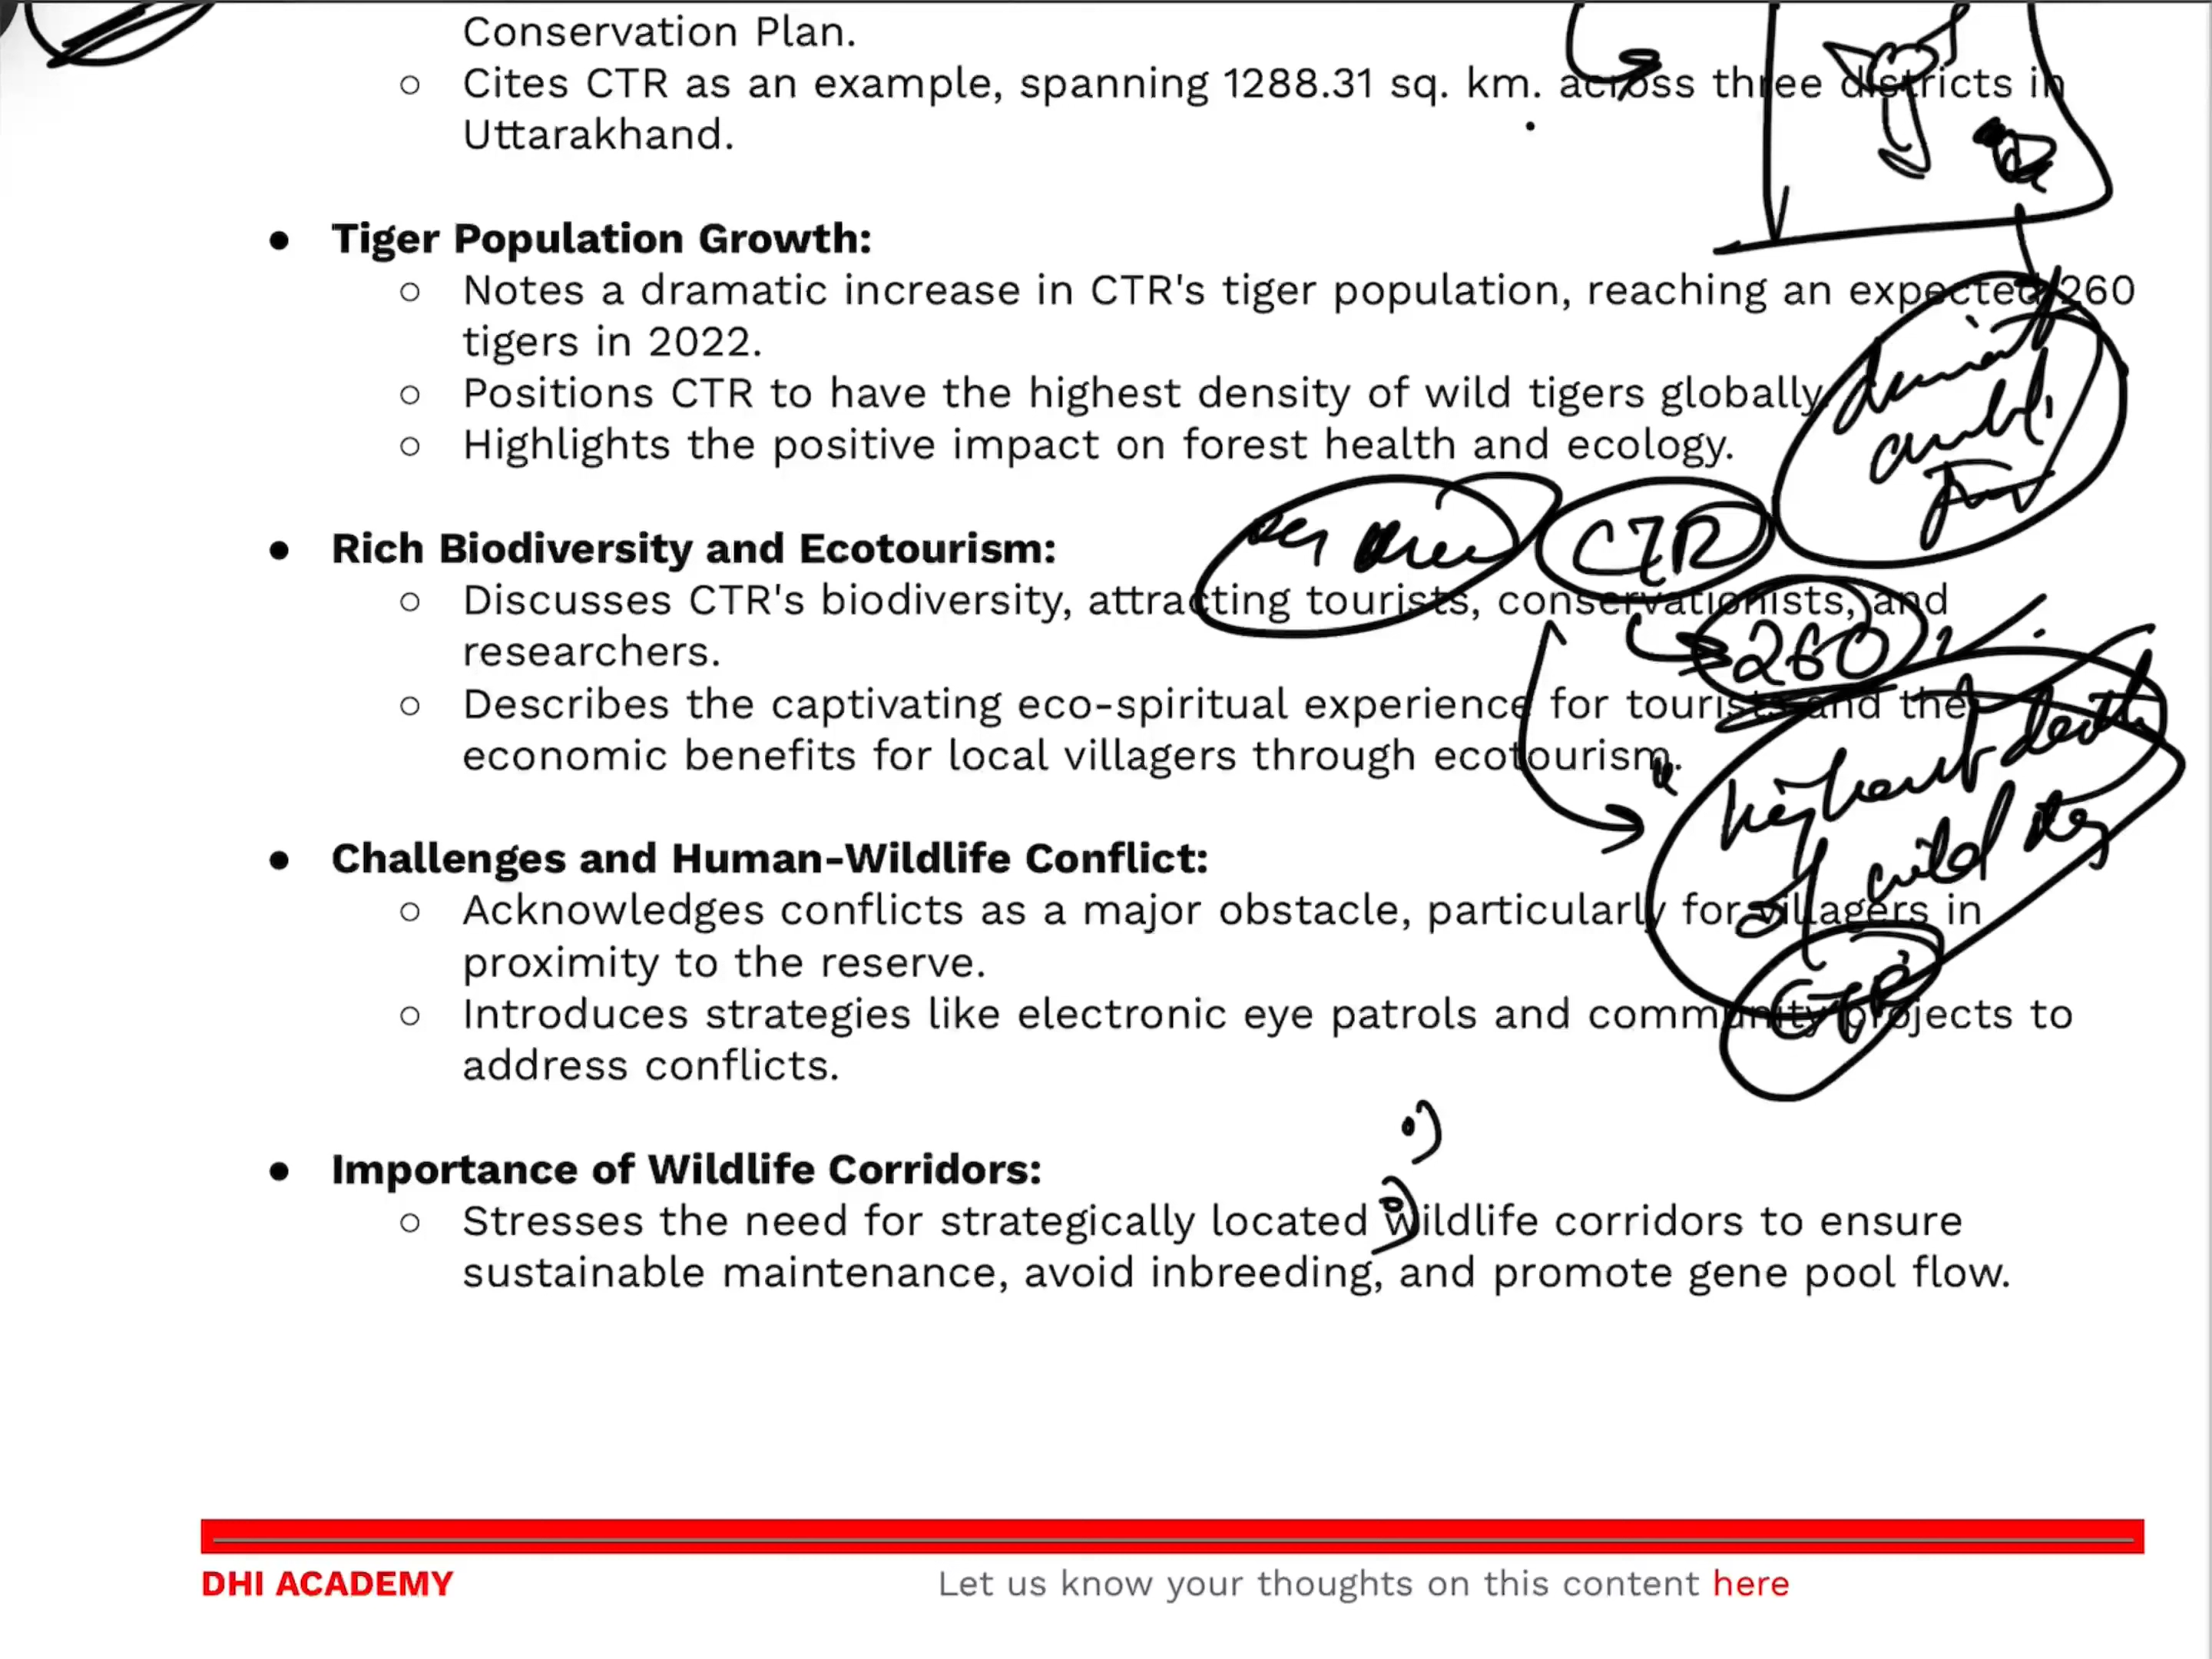 Conservation Plan.
○ Cites CTR as an example, spanning 1288.31 sq. km. across three districts in
Uttarakhand.
● Tiger Population Growth:
○ Notes a dramatic increase in CTR's tiger population, reaching an expected 260
tigers in 2022.
○ Positions CTR to have the highest density of wild tigers globally.
○ Highlights the positive impact on forest health and ecology.
CTR
● Rich Biodiversity and Ecotourism:
○ Discusses CTR's biodiversity, attracting tourists, conservationists, and
researchers.
260
○ Describes the captivating eco-spiritual experience for tourists and the
economic benefits for local villagers through ecotourism.
highest
of wild
● Challenges and Human-Wildlife Conflict:
○ Acknowledges conflicts as a major obstacle, particularly for villagers in
proximity to the reserve.
CTR
○ Introduces strategies like electronic eye patrols and community projects to
address conflicts.
● Importance of Wildlife Corridors:
○ Stresses the need for strategically located wildlife corridors to ensure
sustainable maintenance, avoid inbreeding, and promote gene pool flow.
DHI ACADEMY
Let us know your thoughts on this content here